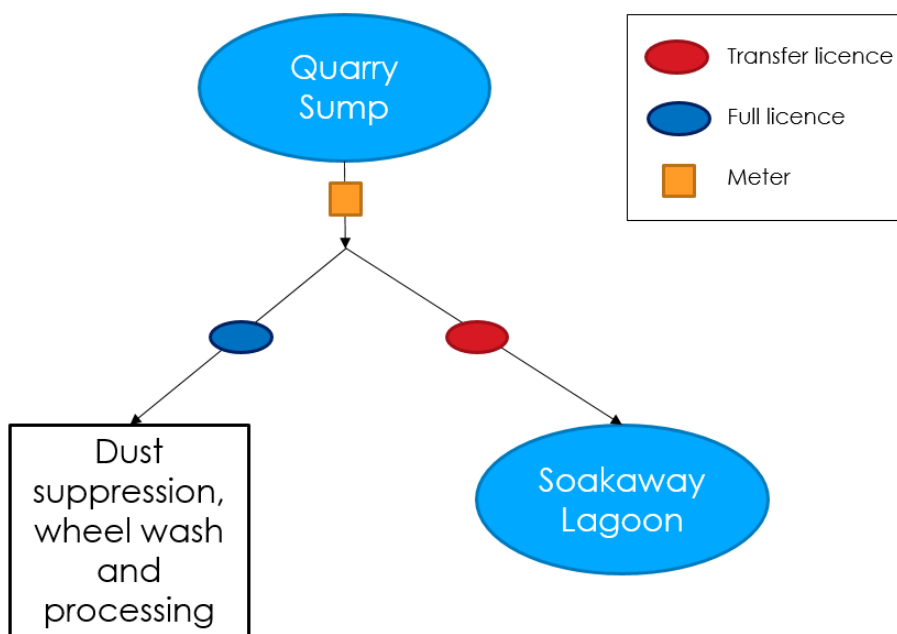 Quarry
Sump
Transfer licence
Full licence
Meter
Dust
suppression,
wheel wash
and
processing
Soakaway
Lagoon